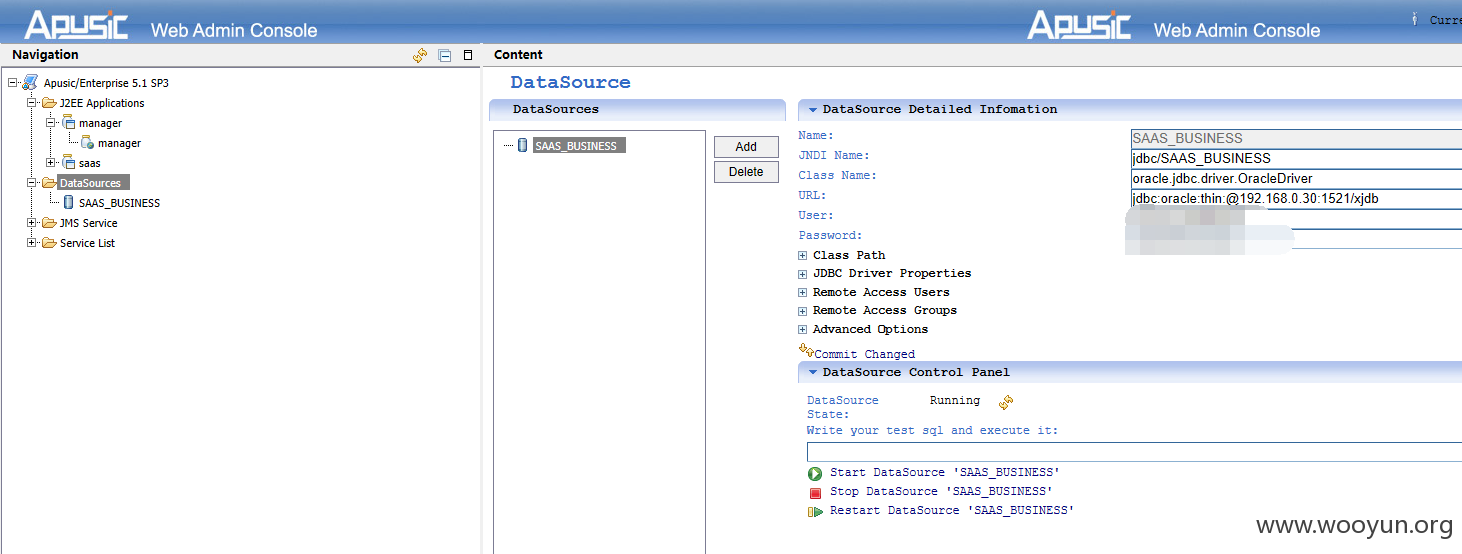 Apusic Web Admin Console
Apusic Web Admin Console
Navigation
Content
Apusic/Enterprise 5.1 SP3
J2EE Applications
manager
manager
saas
DataSources
SAAS_BUSINESS
JMS Service
Service List
DataSource
DataSources
SAAS_BUSINESS
Add
Delete
DataSource Detailed Infomation
Name: SAAS_BUSINESS
JNDI Name: jdbc/SAAS_BUSINESS
Class Name: oracle.jdbc.driver.OracleDriver
URL: jdbc:oracle:thin:@192.168.0.30:1521/xjdb
User:
Password:
Class Path
JDBC Driver Properties
Remote Access Users
Remote Access Groups
Advanced Options
Commit Changed
DataSource Control Panel
DataSource State: Running
Write your test sql and execute it:
Start DataSource 'SAAS_BUSINESS'
Stop DataSource 'SAAS_BUSINESS'
Restart DataSource 'SAAS_BUSINESS'
www.wooyun.org